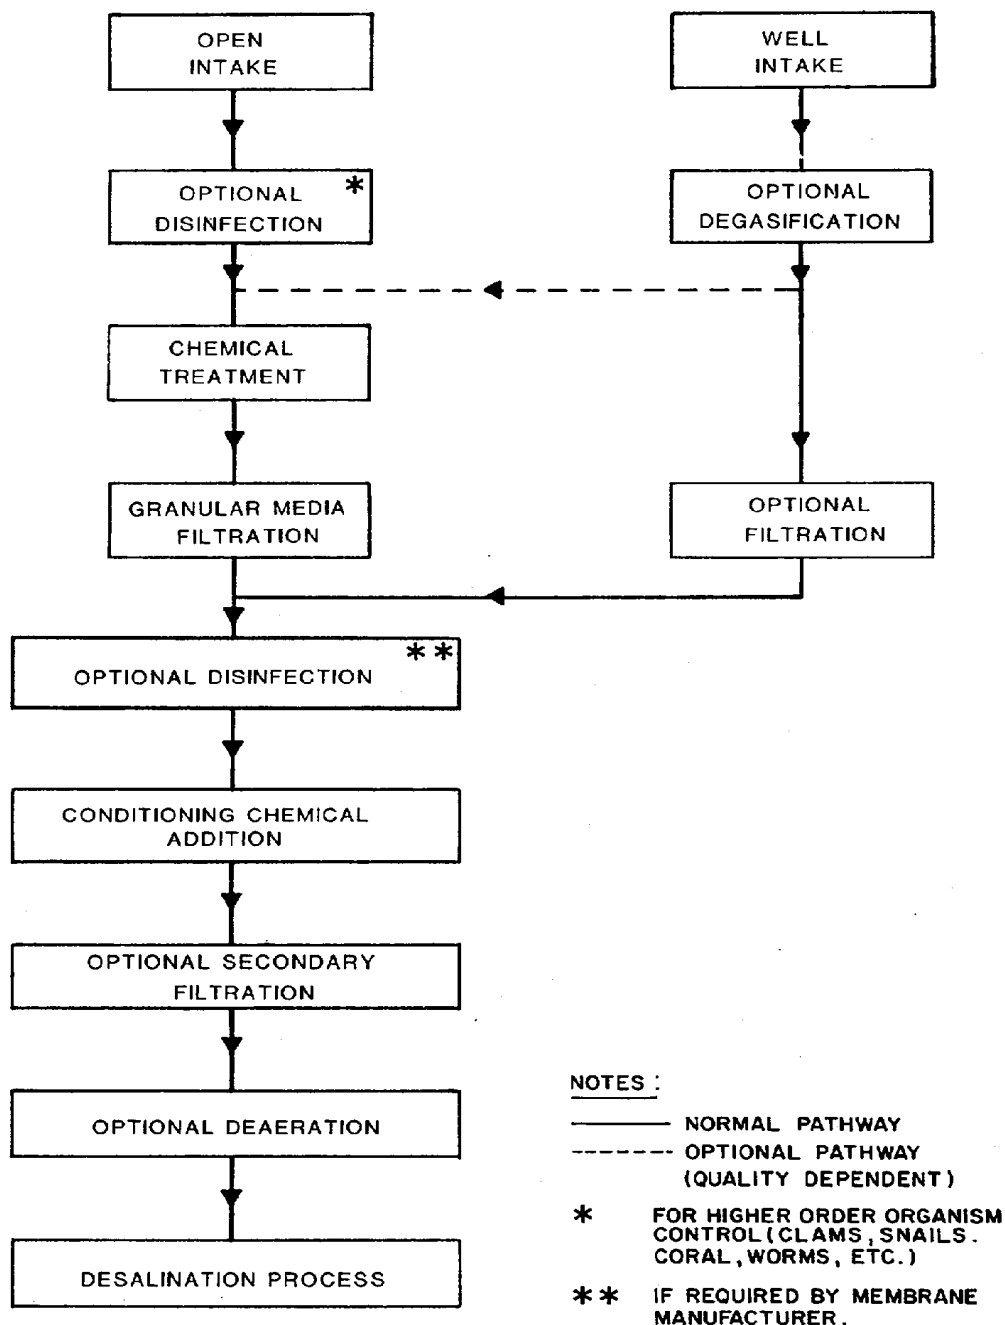 OPEN
INTAKE
WELL
INTAKE
OPTIONAL *
DISINFECTION
OPTIONAL
DEGASIFICATION
CHEMICAL
TREATMENT
GRANULAR MEDIA
FILTRATION
OPTIONAL
FILTRATION
OPTIONAL DISINFECTION **
CONDITIONING CHEMICAL
ADDITION
OPTIONAL SECONDARY
FILTRATION
OPTIONAL DEAERATION
DESALINATION PROCESS
NOTES :
NORMAL PATHWAY
OPTIONAL PATHWAY
(QUALITY DEPENDENT)
* FOR HIGHER ORDER ORGANISM
CONTROL (CLAMS, SNAILS.
CORAL, WORMS, ETC.)
** IF REQUIRED BY MEMBRANE
MANUFACTURER.